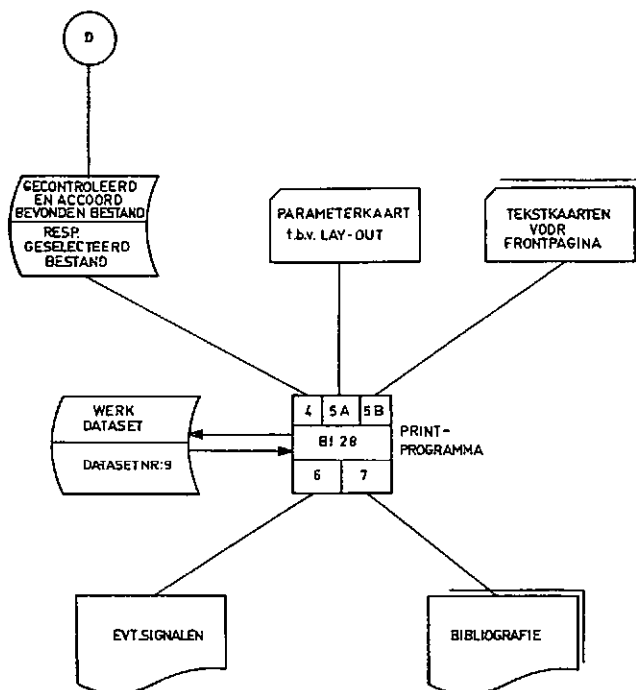 D
GECONTROLEERD
EN ACCOORD
BEVONDEN BESTAND
RESP.
GESELECTEERD
BESTAND
PARAMETERKAART
t.b.v. LAY-OUT
TEKSTKAARTEN
VOOR
FRONTPAGINA
WERK
DATASET
DATASETNR:9
4 5A 5B
BI 28
6 7
PRINT-
PROGRAMMA
EVT.SIGNALEN
BIBLIOGRAFIE